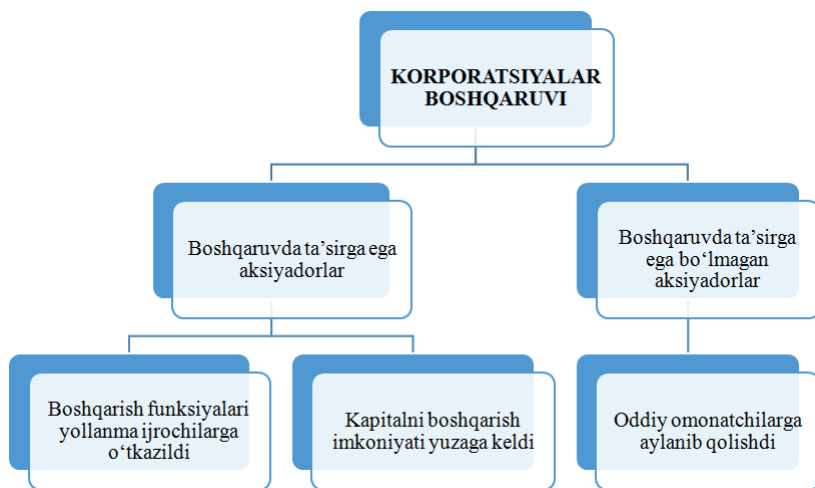 KORPORATSIYALAR
BOSHQARUVI
Boshqaruvda ta’sirga ega
aksiyadorlar
Boshqaruvda ta’sirga
ega bo‘lmagan
aksiyadorlar
Boshqarish funksiyalari
yollanma ijrochilarga
o‘tkazildi
Kapitalni boshqarish
imkoniyati yuzaga keldi
Oddiy omonatchilarga
aylanib qolishdi